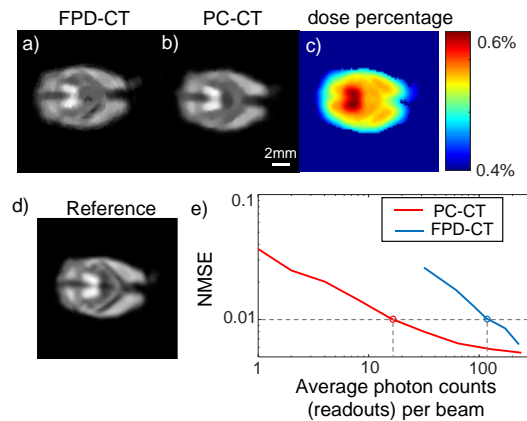 FPD-CT
PC-CT
dose percentage
a)
b)
c)
0.6%
0.4%
2mm
d)
Reference
e)
0.1
0.01
NMSE
PC-CT
FPD-CT
1
10
100
Average photon counts
(readouts) per beam